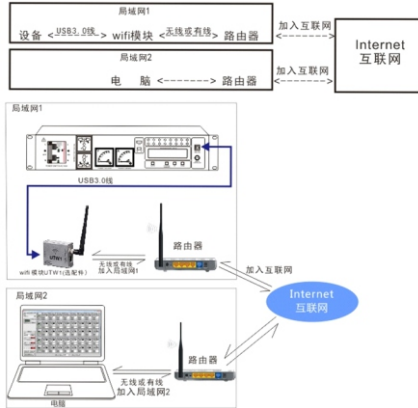 局域网1
设备 <USB3.0线> wifi模块 <无线或有线> 路由器
加入互联网
局域网2
电 脑 <-------> 路由器
加入互联网
Internet
互联网
局域网1
USB3.0线
UTW1
wifi模块UTW1(选配件)
无线或有线
加入局域网1
路由器
加入互联网
Internet
互联网
局域网2
电脑
无线或有线
加入局域网2
路由器